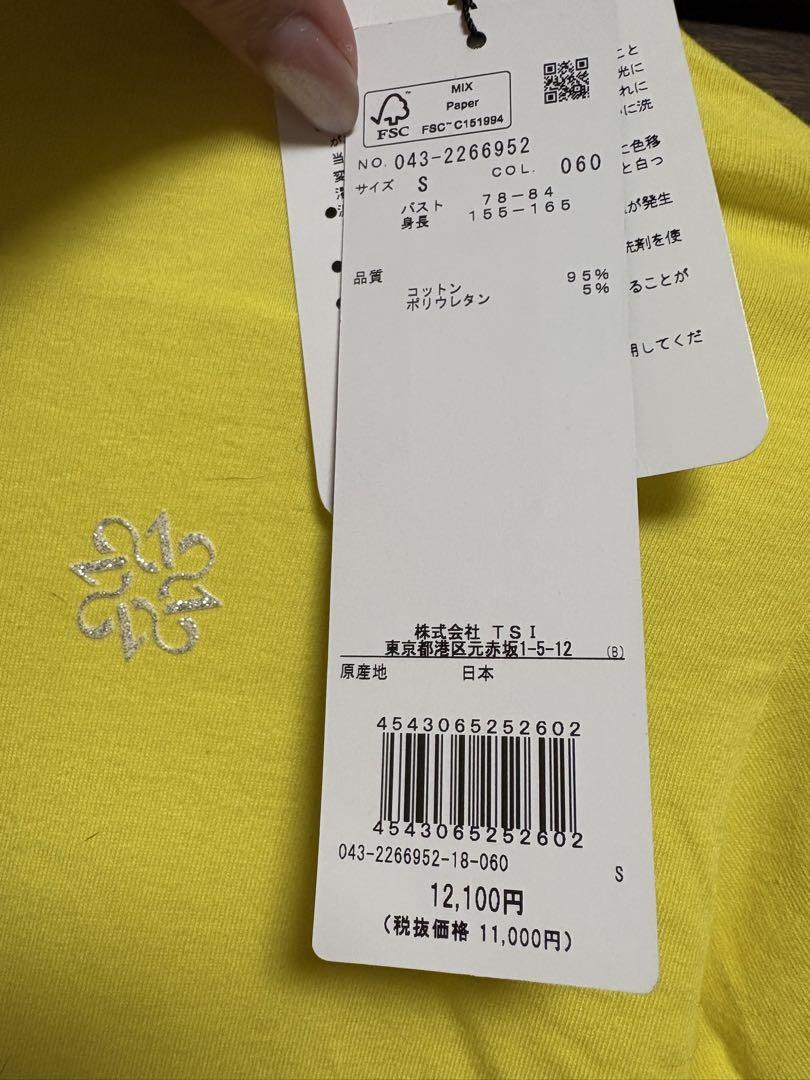 MIX
Paper
FSC™
FSC™ C151994
NO. 043-2266952
COL. 060
サイズ S
バスト 78-84
身長 155-165
品質
コットン 95%
ポリウレタン 5%
株式会社 TSI
東京都港区元赤坂1-5-12 (B)
原産地 日本
4543065252602
4543065252602
043-2266952-18-060
S
12,100円
(税抜価格 11,000円)
こと
光に
れに
に洗
に色移
と白っ
が発生
洗剤を使
ることが
用してくだ